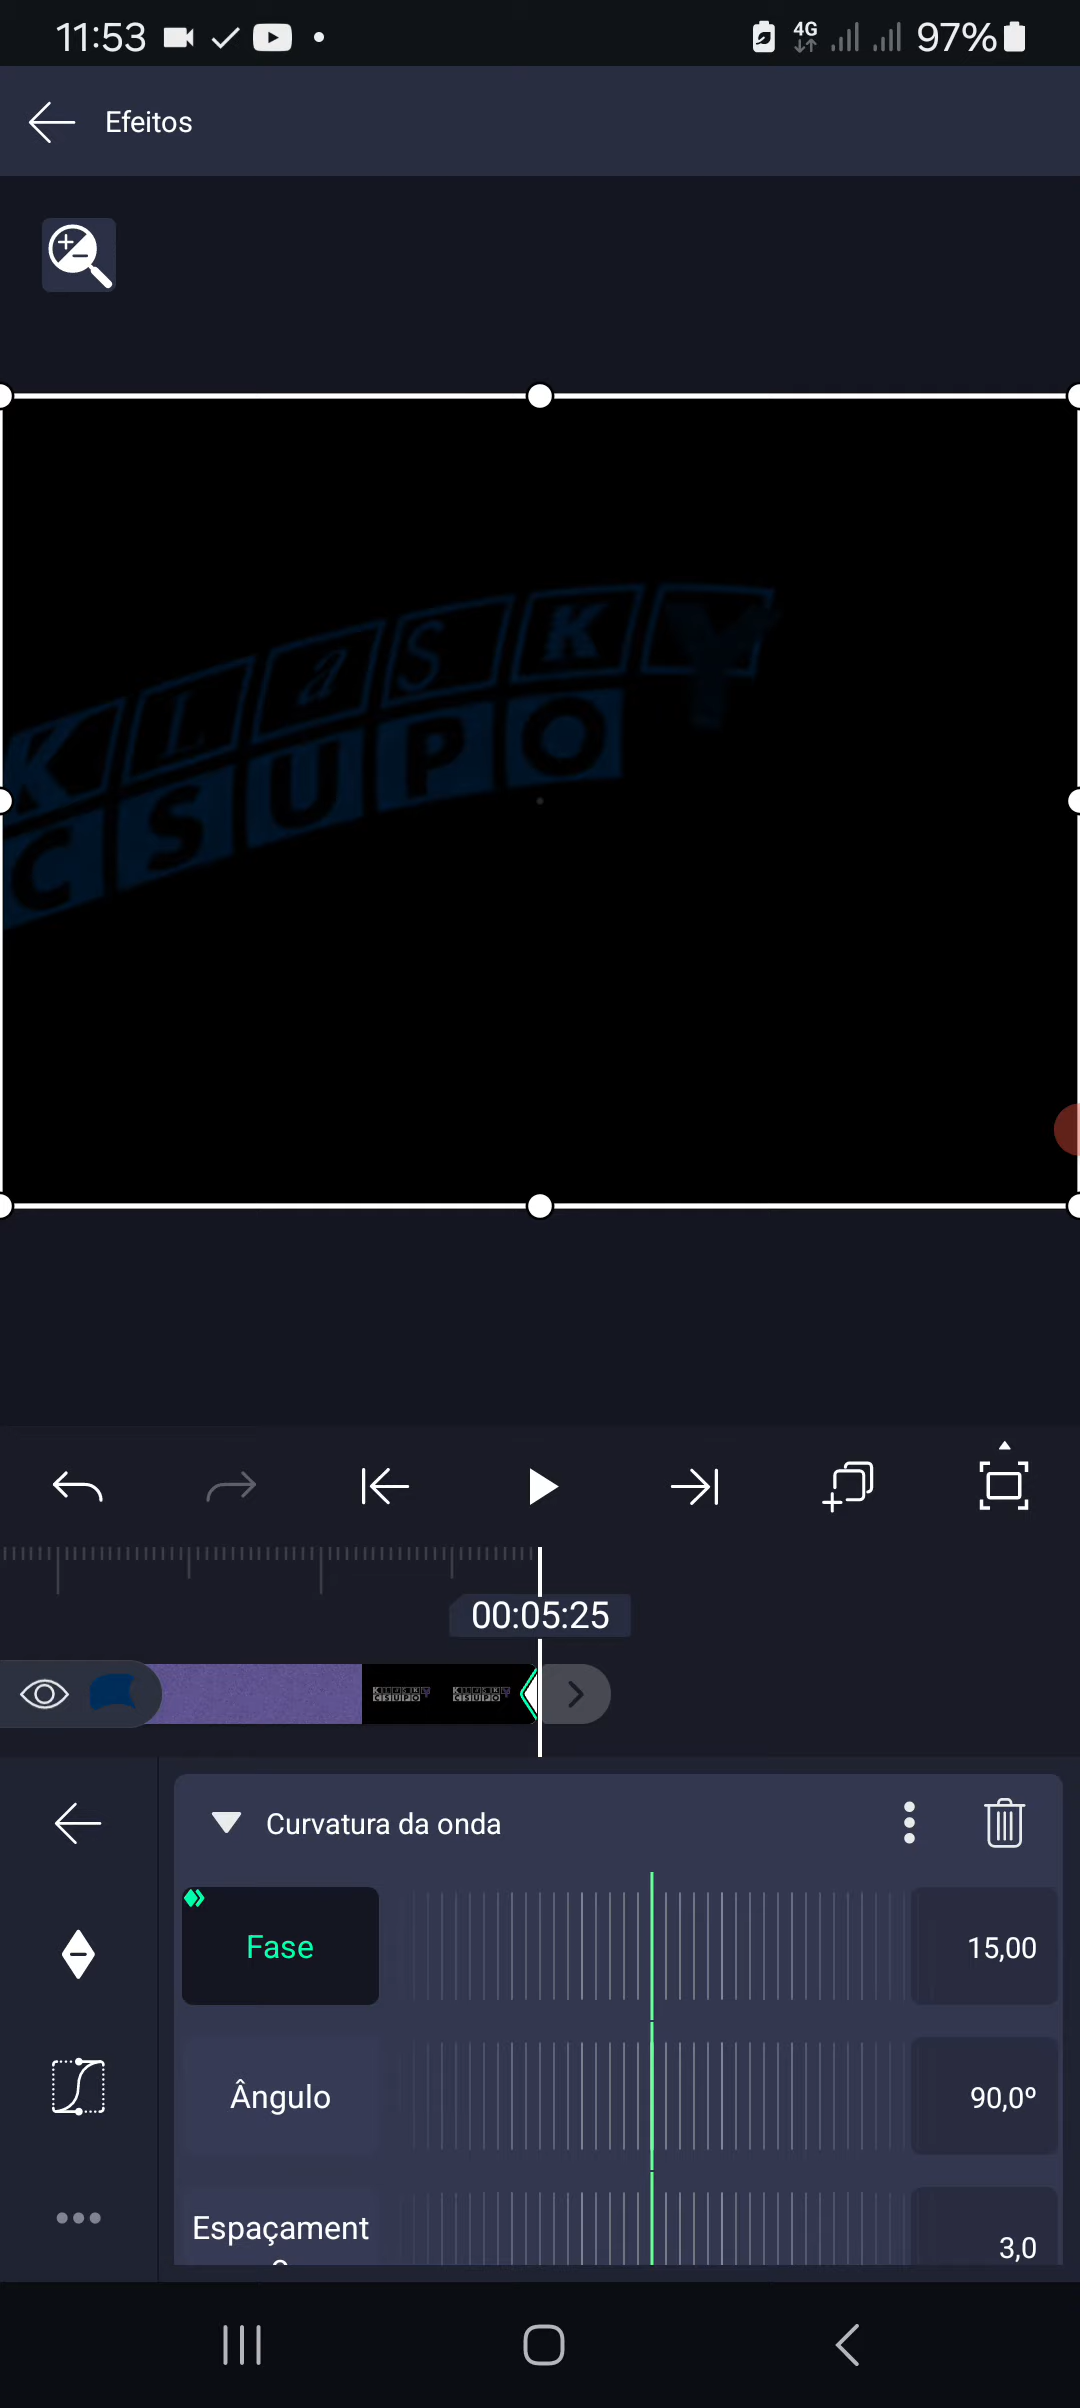 11:53
4G
97%
Efeitos
KLaSKY
CSUPO
00:05:25
Curvatura da onda
Fase
15,00
Ângulo
90,0º
Espaçament
3,0